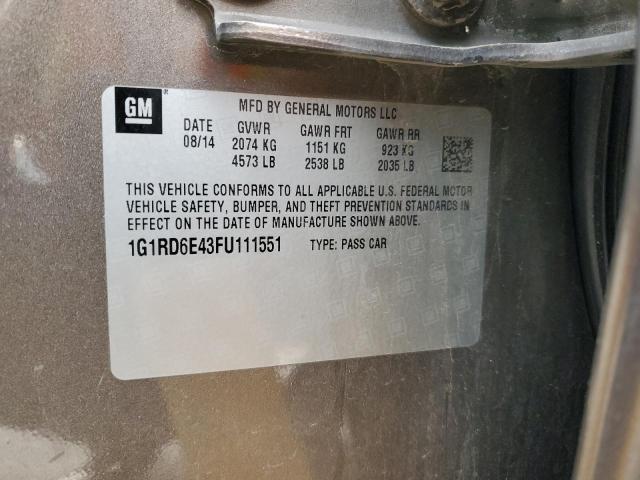 GM
MFD BY GENERAL MOTORS LLC
DATE GVWR GAWR FRT GAWR RR
08/14 2074 KG 1151 KG 923 KG
4573 LB 2538 LB 2035 LB
THIS VEHICLE CONFORMS TO ALL APPLICABLE U.S. FEDERAL MOTOR
VEHICLE SAFETY, BUMPER, AND THEFT PREVENTION STANDARDS IN
EFFECT ON THE DATE OF MANUFACTURE SHOWN ABOVE.
1G1RD6E43FU111551 TYPE: PASS CAR